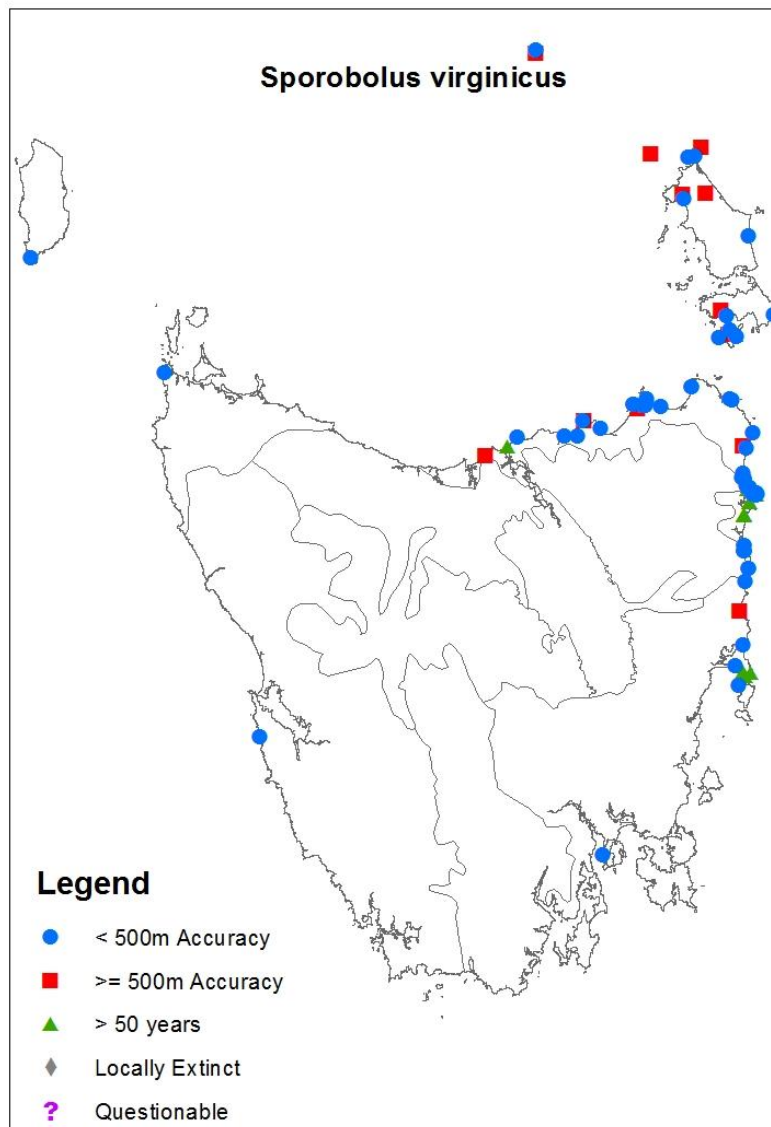 Sporobolus virginicus
Legend
< 500m Accuracy
>= 500m Accuracy
> 50 years
Locally Extinct
? Questionable